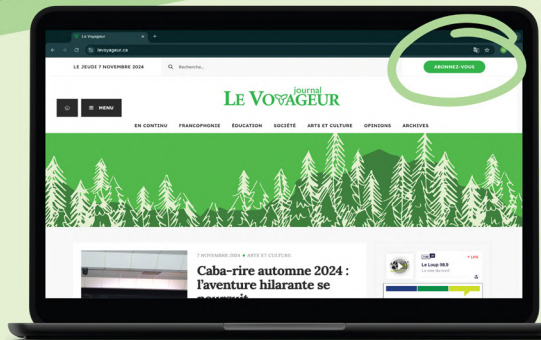 Le Voyageur
levoyageur.ca
LE JEUDI 7 NOVEMBRE 2024
Recherche...
ABONNEZ-VOUS
MENU
journal
LE VOYAGEUR
EN CONTINU FRANCOPHONIE ÉDUCATION SOCIÉTÉ ARTS ET CULTURE OPINIONS ARCHIVES
7 NOVEMBRE 2024 ● ARTS ET CULTURE
Caba-rire automne 2024 :
l'aventure hilarante se
poursuit
LIVE
Le Loup 98.9